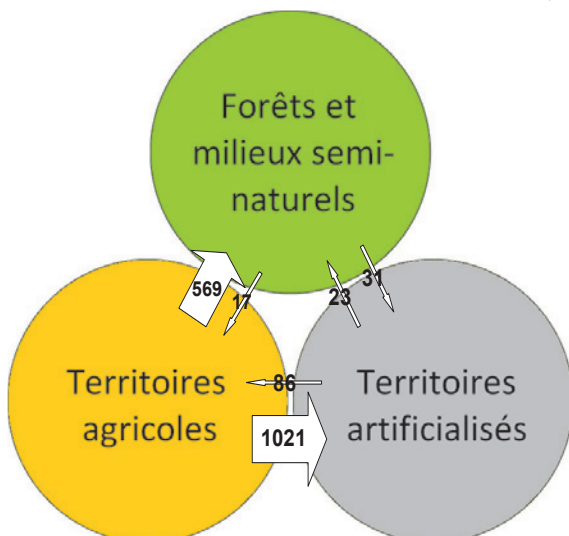 Forêts et
milieux semi-
naturels
569
17
23
31
Territoires
agricoles
86
1021
Territoires
artificialisés